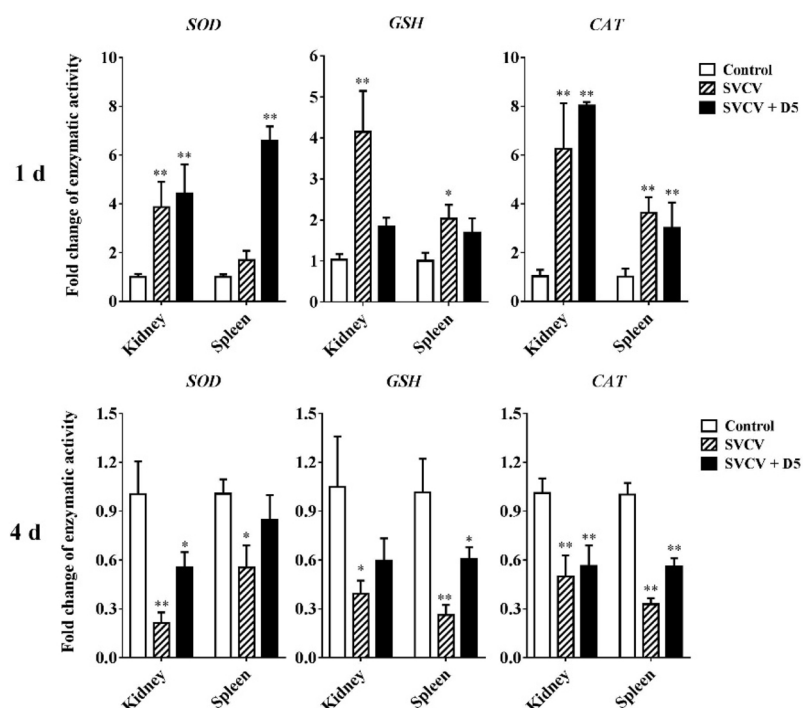 SOD
GSH
CAT
1 d
Fold change of enzymatic activity
10
8
6
4
2
0
**
**
**
Kidney
Spleen
6
5
4
3
2
1
0
**
*
Kidney
Spleen
10
8
6
4
2
0
**
**
**
**
Kidney
Spleen
Control
SVCV
SVCV + D5
SOD
GSH
CAT
4 d
Fold change of enzymatic activity
1.5
1.2
0.9
0.6
0.3
0.0
**
*
*
Kidney
Spleen
1.5
1.2
0.9
0.6
0.3
0.0
*
**
*
Kidney
Spleen
1.5
1.2
0.9
0.6
0.3
0.0
**
**
**
**
Kidney
Spleen
Control
SVCV
SVCV + D5